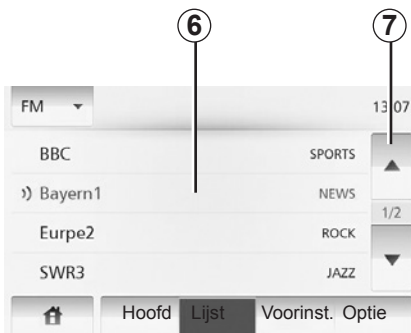 6 7
FM 13 07
BBC SPORTS
Bayern1 NEWS
1/2
Eurpe2 ROCK
SWR3 JAZZ
Hoofd Lijst Voorinst. Optie